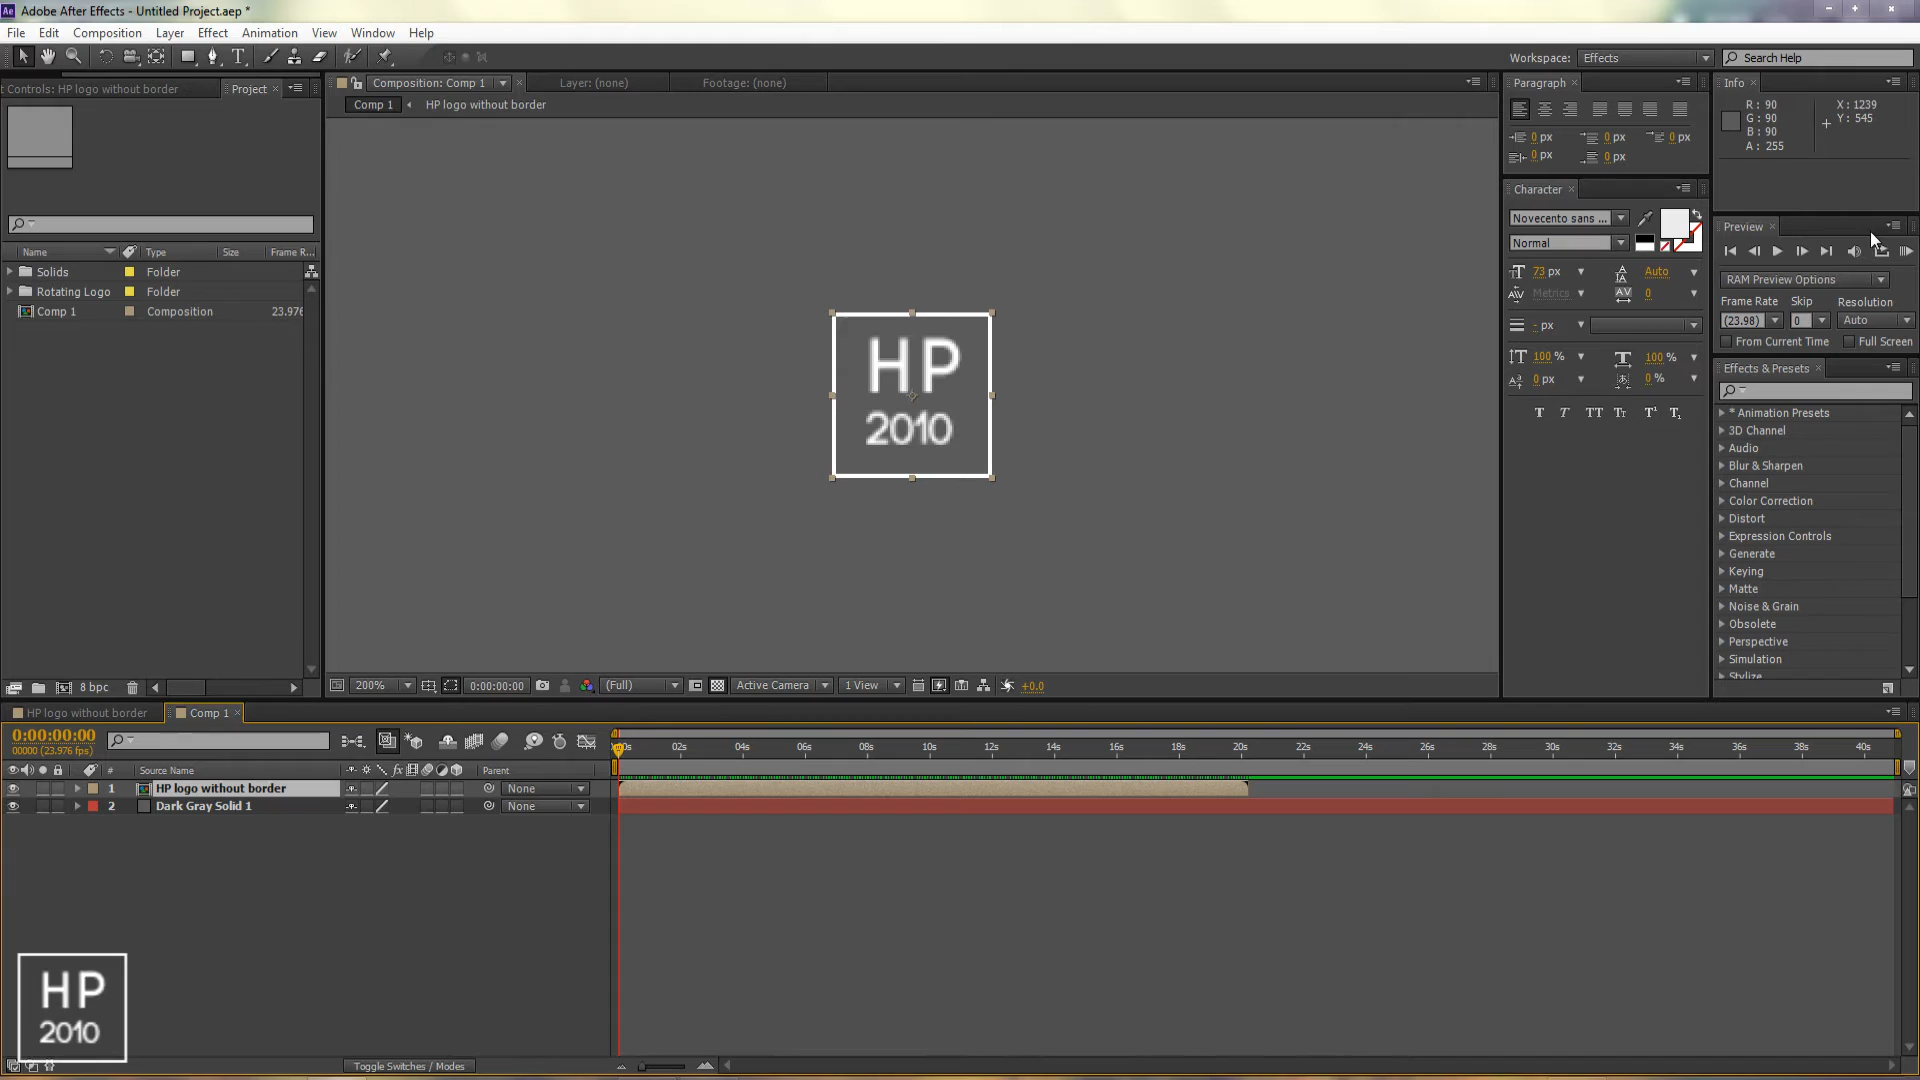 Adobe After Effects - Untitled Project.aep *
File Edit Composition Layer Effect Animation View Window Help
Workspace: Effects Search Help
t Controls: HP logo without border Project
Composition: Comp 1 Layer: (none) Footage: (none)
Comp 1 HP logo without border
Name Type Size Frame R...
Solids Folder
Rotating Logo Folder
Comp 1 Composition 23.976
8 bpc
HP
2010
200% 0:00:00:00 (Full) Active Camera 1 View +0.0
Paragraph
0 px 0 px 0 px
0 px 0 px
Character
Novecento sans ...
Normal
73 px Auto
Metrics 0
- px
100 % 100 %
0 px 0 %
T T TT Tr T¹ T₁
Info
R: 90 X: 1239
G: 90 Y: 545
B: 90
A: 255
Preview
RAM Preview Options
Frame Rate Skip Resolution
(23.98) 0 Auto
From Current Time Full Screen
Effects & Presets
* Animation Presets
3D Channel
Audio
Blur & Sharpen
Channel
Color Correction
Distort
Expression Controls
Generate
Keying
Matte
Noise & Grain
Obsolete
Perspective
Simulation
Stylize
HP logo without border Comp 1
0:00:00:00
00000 (23.976 fps)
# Source Name fx Parent
1 HP logo without border None
2 Dark Gray Solid 1 None
02s 04s 06s 08s 10s 12s 14s 16s 18s 20s 22s 24s 26s 28s 30s 32s 34s 36s 38s 40s
HP
2010
Toggle Switches / Modes